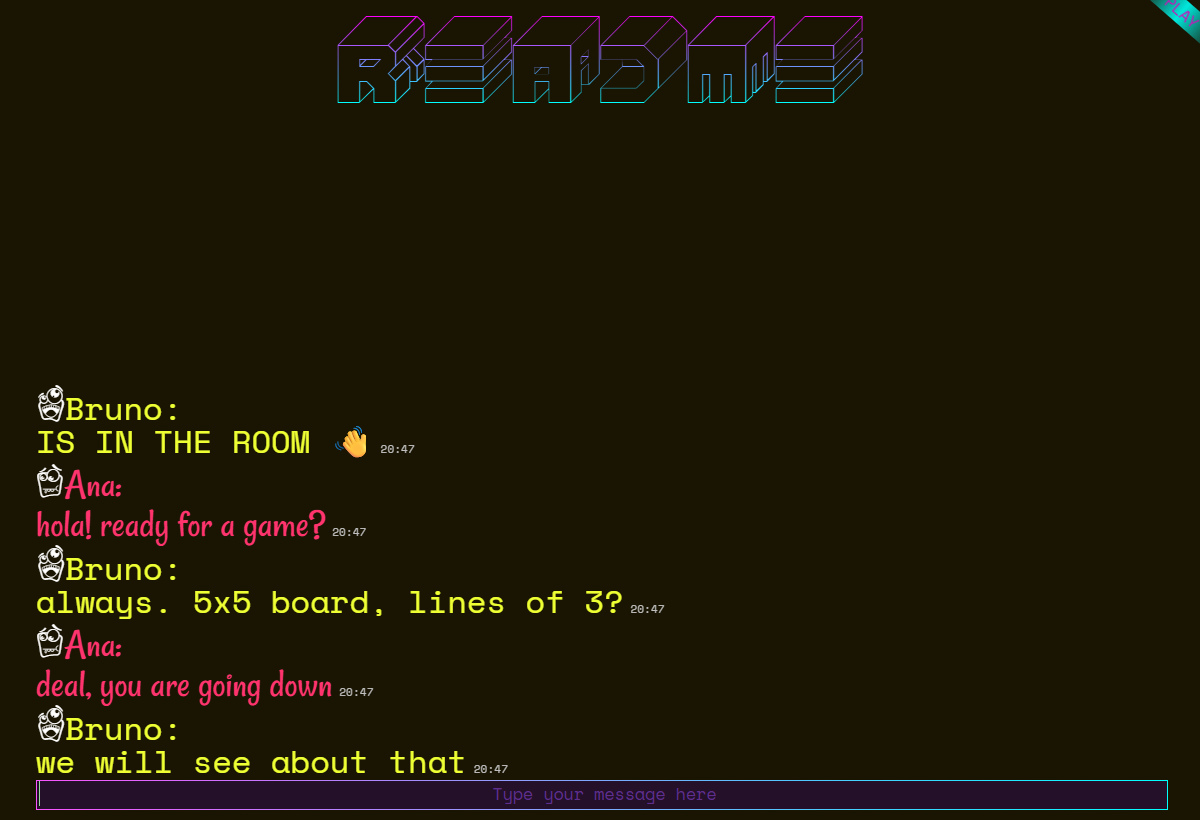 README
PLAY
Bruno:
IS IN THE ROOM 👋 20:47
Ana:
hola! ready for a game? 20:47
Bruno:
always. 5x5 board, lines of 3? 20:47
Ana:
deal, you are going down 20:47
Bruno:
we will see about that 20:47
Type your message here